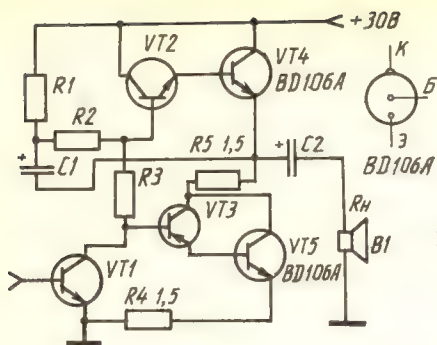 +30В
VT2
VT4
BD106A
К
Б
Э
BD106A
R1
R2
R5 1,5
+
C1
+
C2
R3
VT3
Rн
B1
VT1
VT5
BD106A
R4 1,5